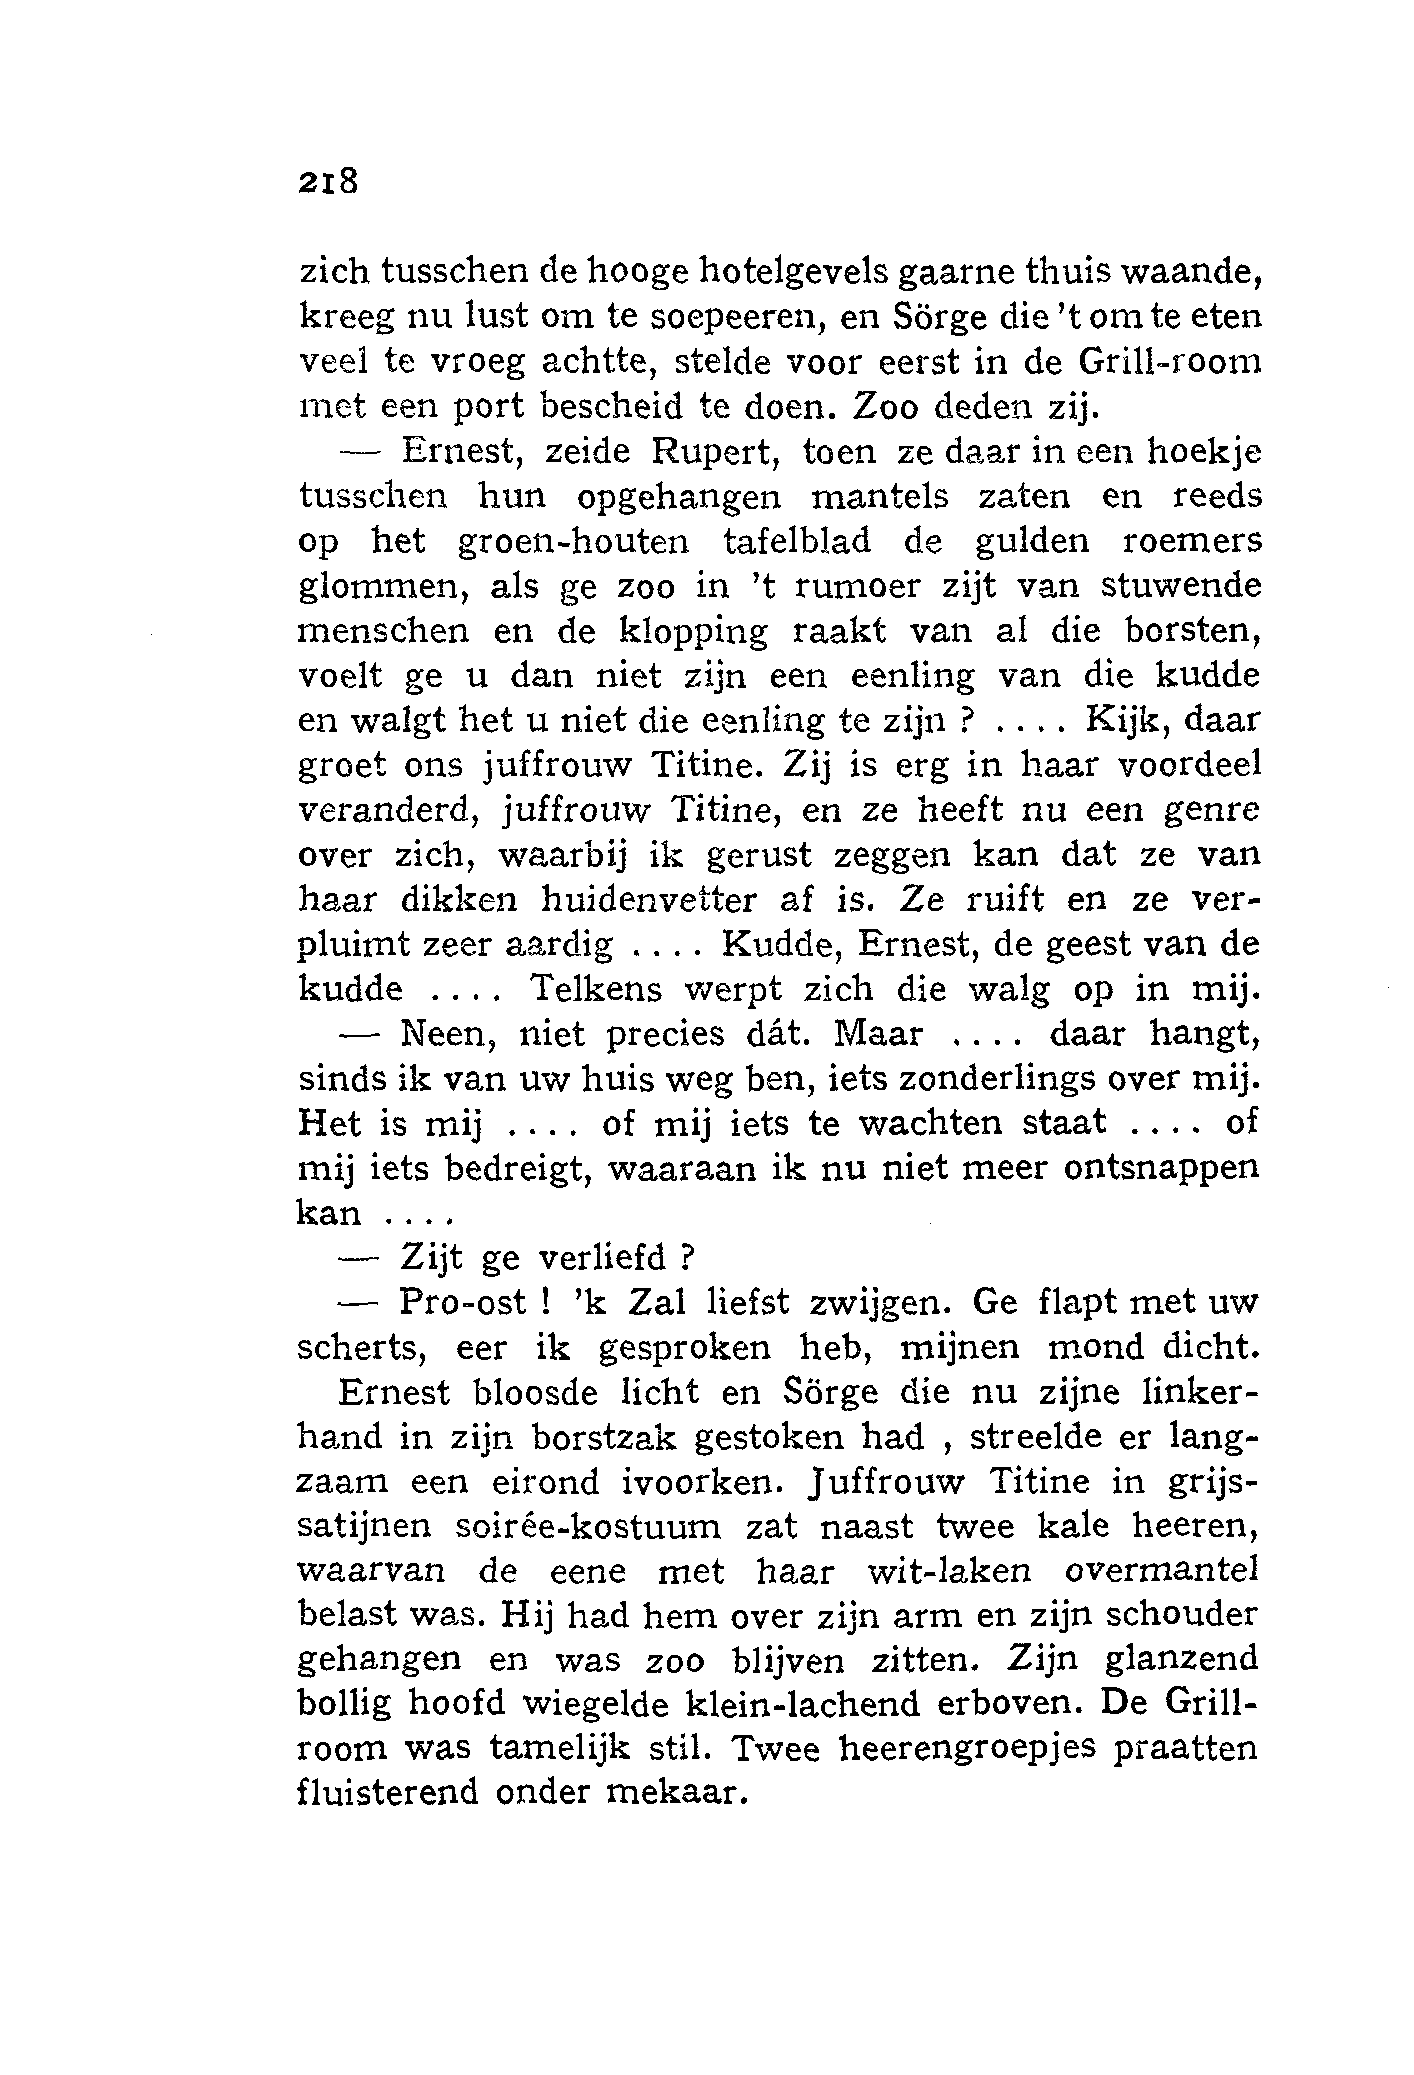 218
zich tusschen de hooge hotelgevels gaarne thuis waande,
kreeg nu lust om te soepeeren, en Sörge die 't om te eten
veel te vroeg achtte, stelde voor eerst in de Grill-room
met een port bescheid te doen. Zoo deden zij.
— Ernest, zeide Rupert, toen ze daar in een hoekje
tusschen hun opgehangen mantels zaten en reeds
op het groen-houten tafelblad de gulden roemers
glommen, als ge zoo in 't rumoer zijt van stuwende
menschen en de klopping raakt van al die borsten,
voelt ge u dan niet zijn een eenling van die kudde
en walgt het u niet die eenling te zijn ? .... Kijk, daar
groet ons juffrouw Titine. Zij is erg in haar voordeel
veranderd, juffrouw Titine, en ze heeft nu een genre
over zich, waarbij ik gerust zeggen kan dat ze van
haar dikken huidenvetter af is. Ze ruift en ze ver-
pluimt zeer aardig .... Kudde, Ernest, de geest van de
kudde .... Telkens werpt zich die walg op in mij.
— Neen, niet precies dát. Maar .... daar hangt,
sinds ik van uw huis weg ben, iets zonderlings over mij.
Het is mij .... of mij iets te wachten staat .... of
mij iets bedreigt, waaraan ik nu niet meer ontsnappen
kan ....
— Zijt ge verliefd ?
— Pro-ost ! 'k Zal liefst zwijgen. Ge flapt met uw
scherts, eer ik gesproken heb, mijnen mond dicht.
Ernest bloosde licht en Sörge die nu zijne linker-
hand in zijn borstzak gestoken had , streelde er lang-
zaam een eirond ivoorken. Juffrouw Titine in grijs-
satijnen soirée-kostuum zat naast twee kale heeren,
waarvan de eene met haar wit-laken overmantel
belast was. Hij had hem over zijn arm en zijn schouder
gehangen en was zoo blijven zitten. Zijn glanzend
bollig hoofd wiegelde klein-lachend erboven. De Grill-
room was tamelijk stil. Twee heerengroepjes praatten
fluisterend onder mekaar.